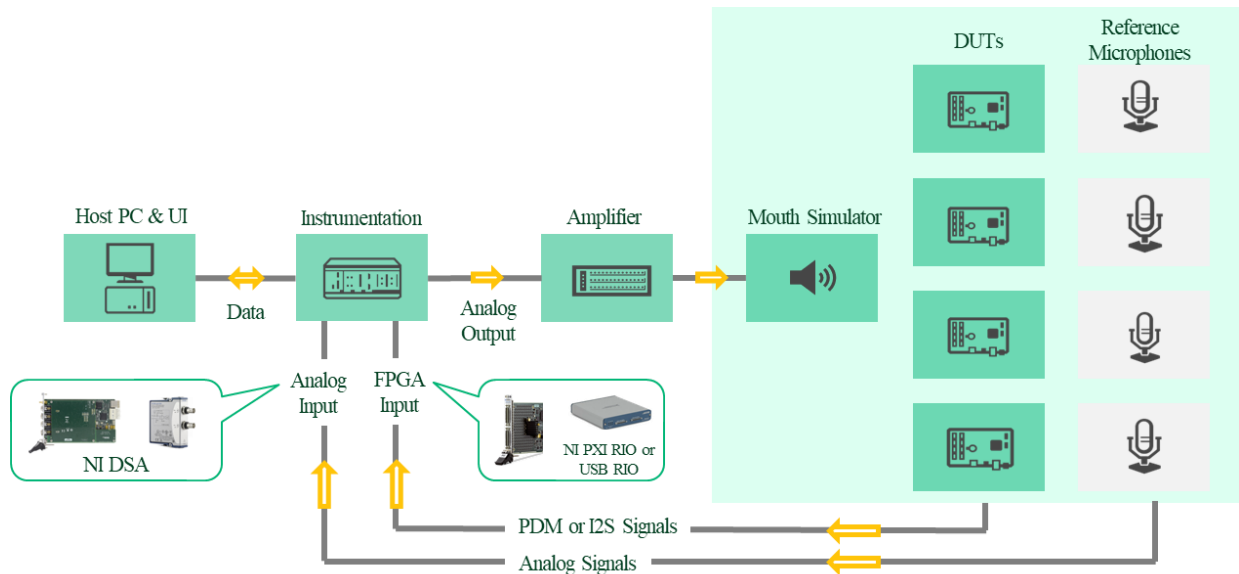 DUTs
Reference
Microphones
Host PC & UI
Instrumentation
Amplifier
Mouth Simulator
Data
Analog
Output
Analog
Input
FPGA
Input
NI DSA
NI PXI RIO or
USB RIO
PDM or I2S Signals
Analog Signals